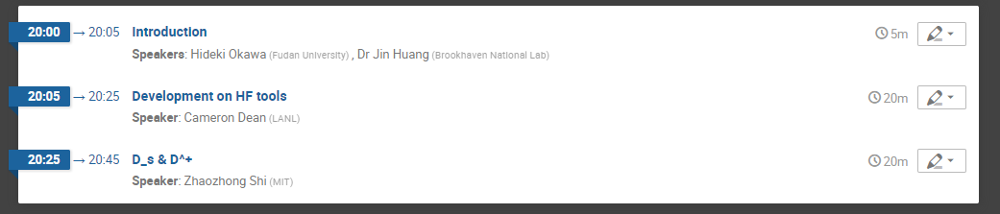 20:00 → 20:05 Introduction 5m
Speakers: Hideki Okawa (Fudan University) , Dr Jin Huang (Brookhaven National Lab)
20:05 → 20:25 Development on HF tools 20m
Speaker: Cameron Dean (LANL)
20:25 → 20:45 D_s & D^+ 20m
Speaker: Zhaozhong Shi (MIT)